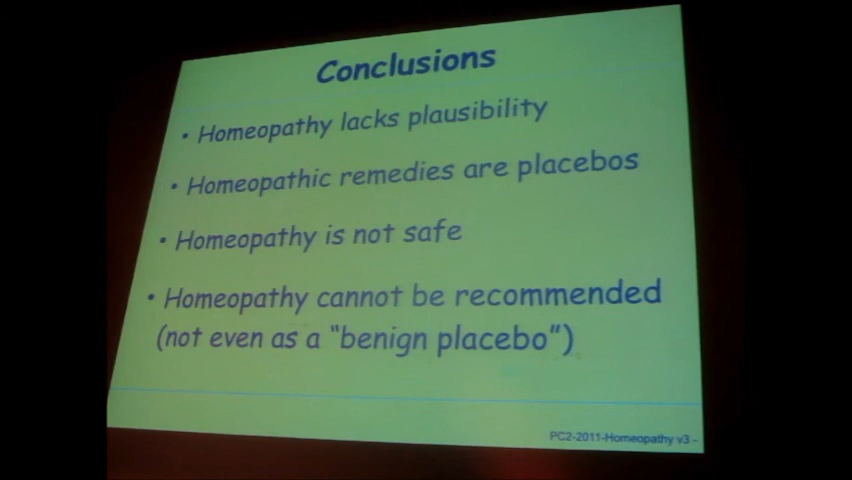 Conclusions
• Homeopathy lacks plausibility
• Homeopathic remedies are placebos
• Homeopathy is not safe
• Homeopathy cannot be recommended
(not even as a “benign placebo”)
PC2-2011-Homeopathy v3 -